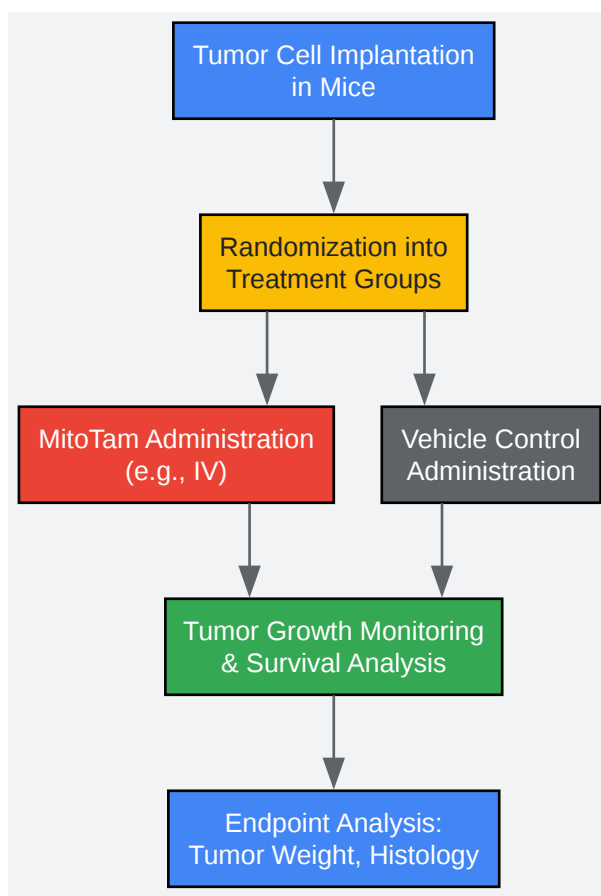 Tumor Cell Implantation
in Mice
Randomization into
Treatment Groups
MitoTam Administration
(e.g., IV)
Vehicle Control
Administration
Tumor Growth Monitoring
& Survival Analysis
Endpoint Analysis:
Tumor Weight, Histology